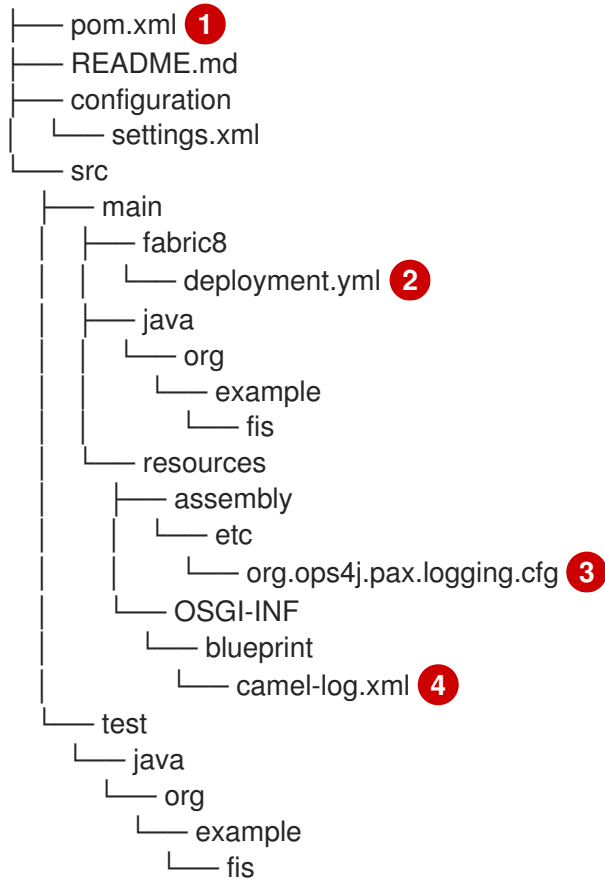 ├── pom.xml 1
├── README.md
├── configuration
│   └── settings.xml
└── src
    ├── main
    │   ├── fabric8
    │   │   └── deployment.yml 2
    │   ├── java
    │   │   └── org
    │   │       └── example
    │   │           └── fis
    │   └── resources
    │       ├── assembly
    │       │   └── etc
    │       │       └── org.ops4j.pax.logging.cfg 3
    │       └── OSGI-INF
    │           └── blueprint
    │               └── camel-log.xml 4
    └── test
        └── java
            └── org
                └── example
                    └── fis